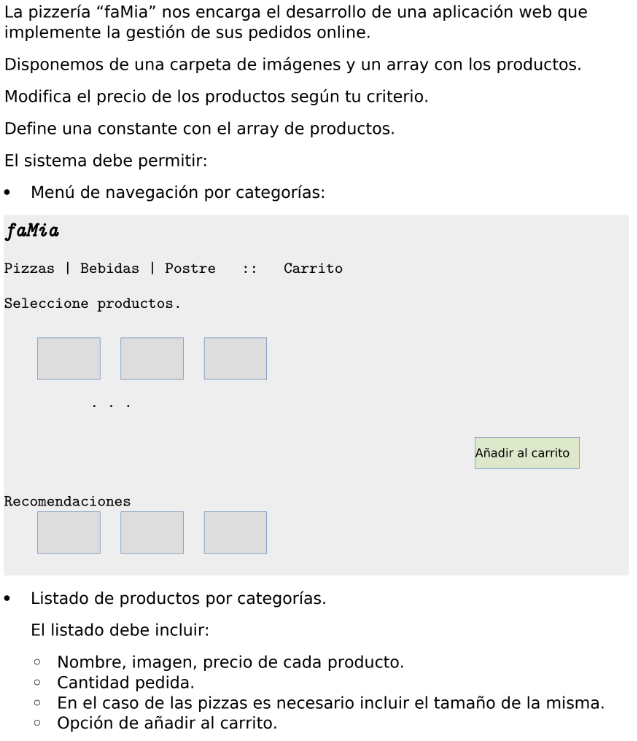 La pizzería “faMia” nos encarga el desarrollo de una aplicación web que
implemente la gestión de sus pedidos online.
Disponemos de una carpeta de imágenes y un array con los productos.
Modifica el precio de los productos según tu criterio.
Define una constante con el array de productos.
El sistema debe permitir:
• Menú de navegación por categorías:
faMia
Pizzas | Bebidas | Postre :: Carrito
Seleccione productos.
. . .
Añadir al carrito
Recomendaciones
• Listado de productos por categorías.
El listado debe incluir:
◦ Nombre, imagen, precio de cada producto.
◦ Cantidad pedida.
◦ En el caso de las pizzas es necesario incluir el tamaño de la misma.
◦ Opción de añadir al carrito.